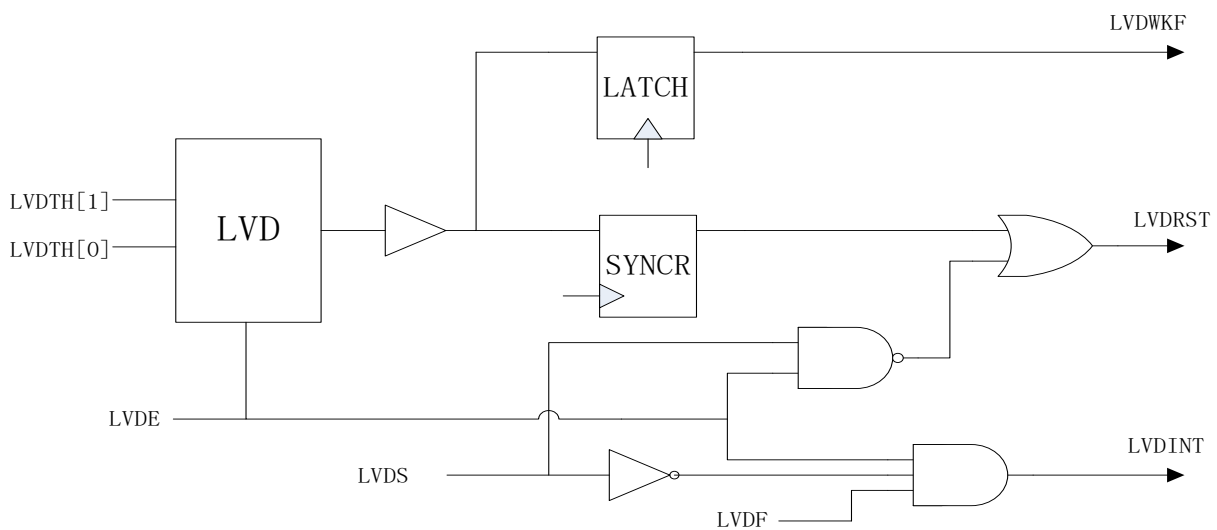 LVDWKF
LATCH
LVDTH[1]
LVD
LVDTH[0]
LVDRST
SYNCR
LVDE
LVDS
LVDINT
LVDF